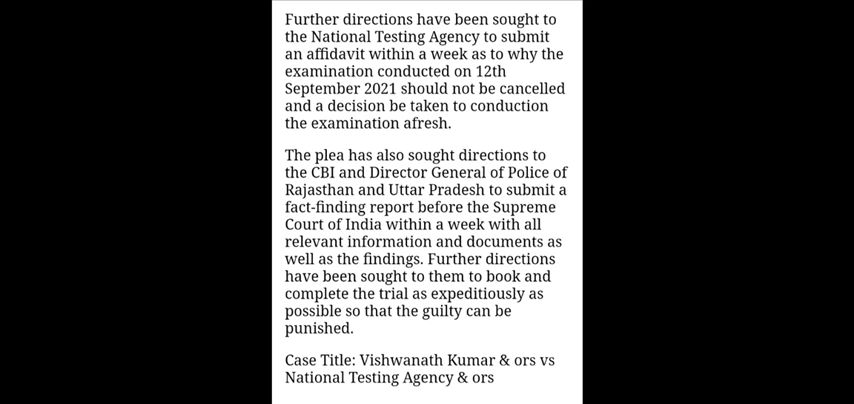 Further directions have been sought to
the National Testing Agency to submit
an affidavit within a week as to why the
examination conducted on 12th
September 2021 should not be cancelled
and a decision be taken to conduction
the examination afresh.
The plea has also sought directions to
the CBI and Director General of Police of
Rajasthan and Uttar Pradesh to submit a
fact-finding report before the Supreme
Court of India within a week with all
relevant information and documents as
well as the findings. Further directions
have been sought to them to book and
complete the trial as expeditiously as
possible so that the guilty can be
punished.
Case Title: Vishwanath Kumar & ors vs
National Testing Agency & ors